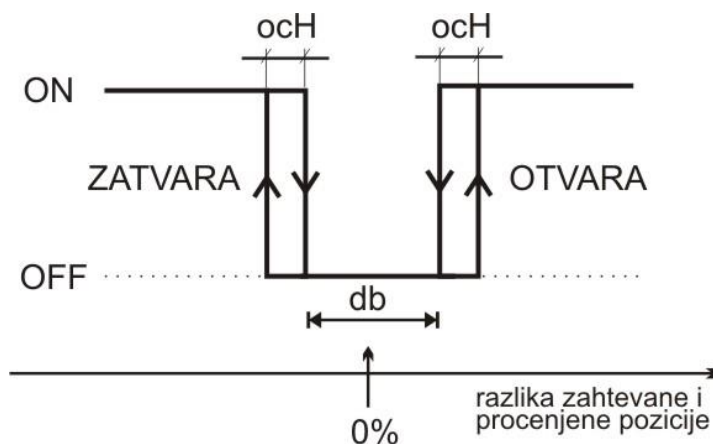 ocH ocH
ON
ZATVARA OTVARA
OFF
db
razlika zahtevane i
procenjene pozicije
0%